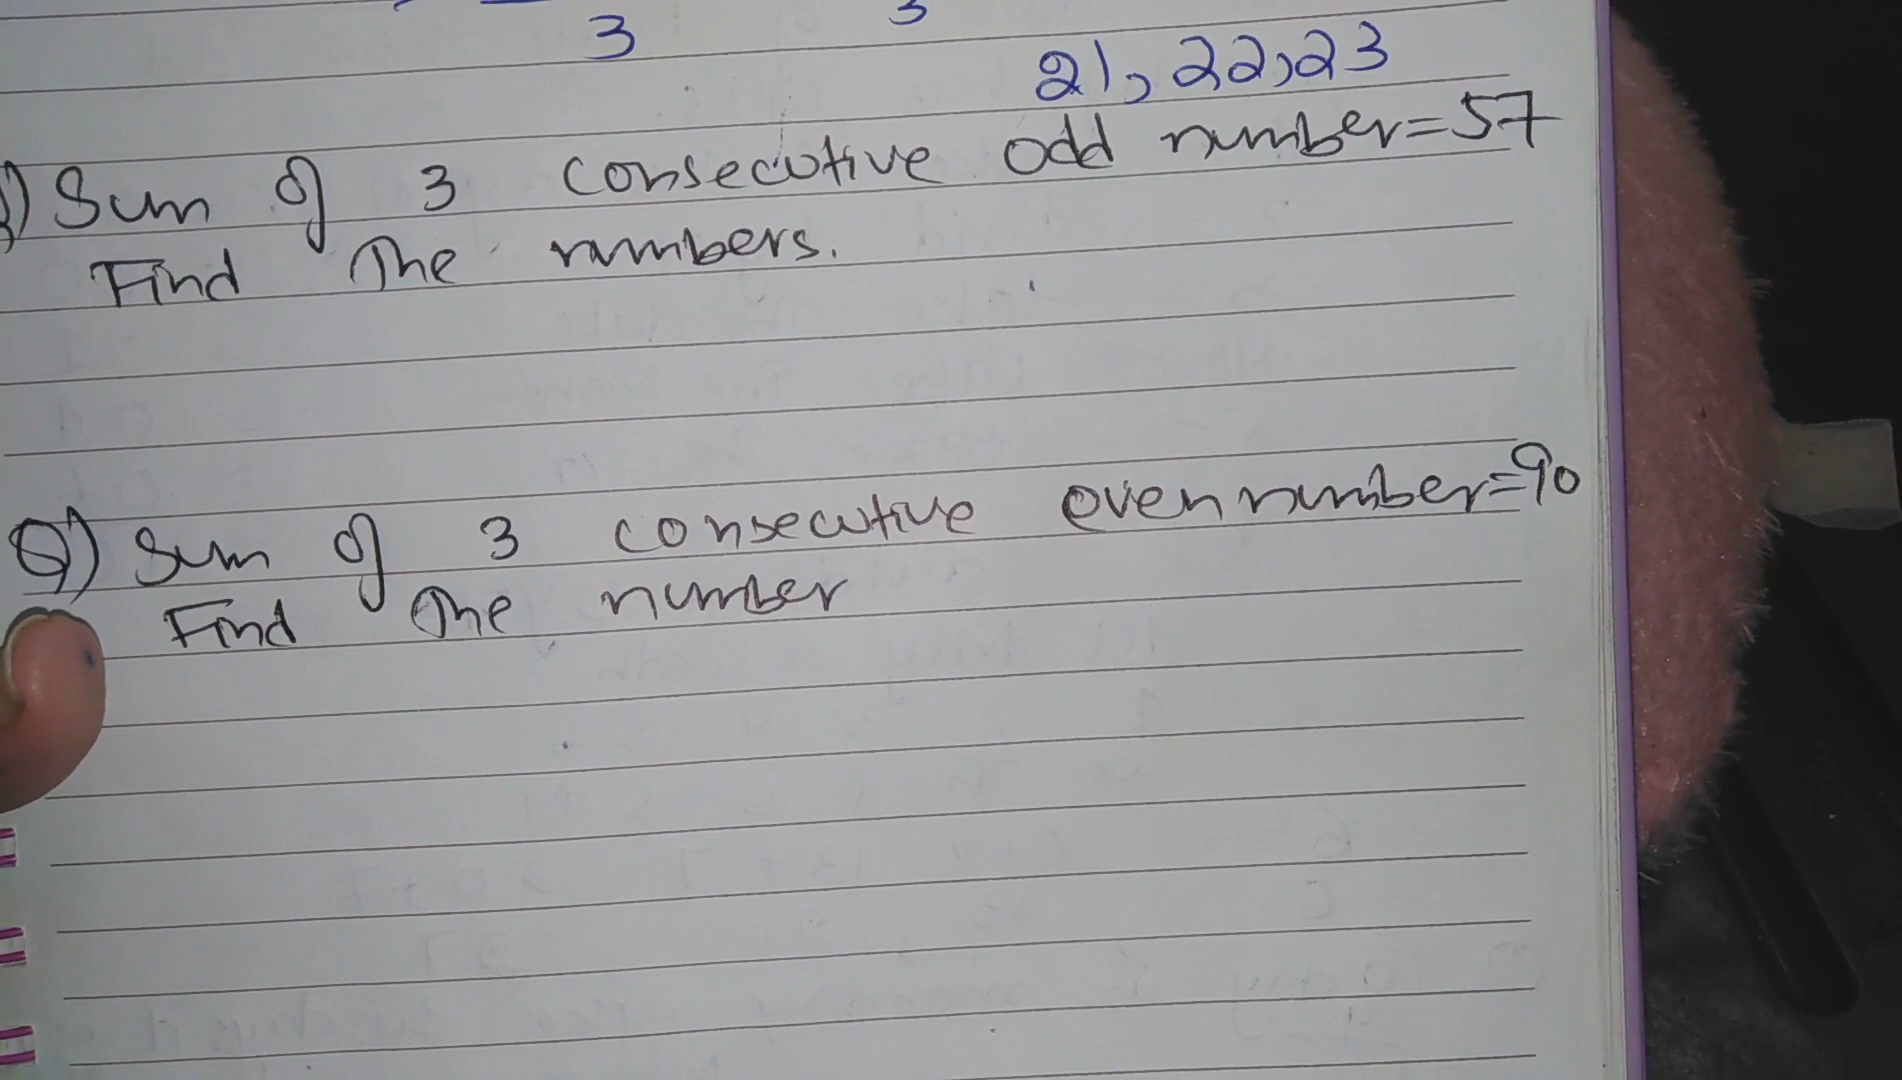 3 3
21, 22, 23
Q) Sum of 3 consecutive odd number=57
Find The numbers.
Q) Sum of 3 consecutive even number=90
Find The number